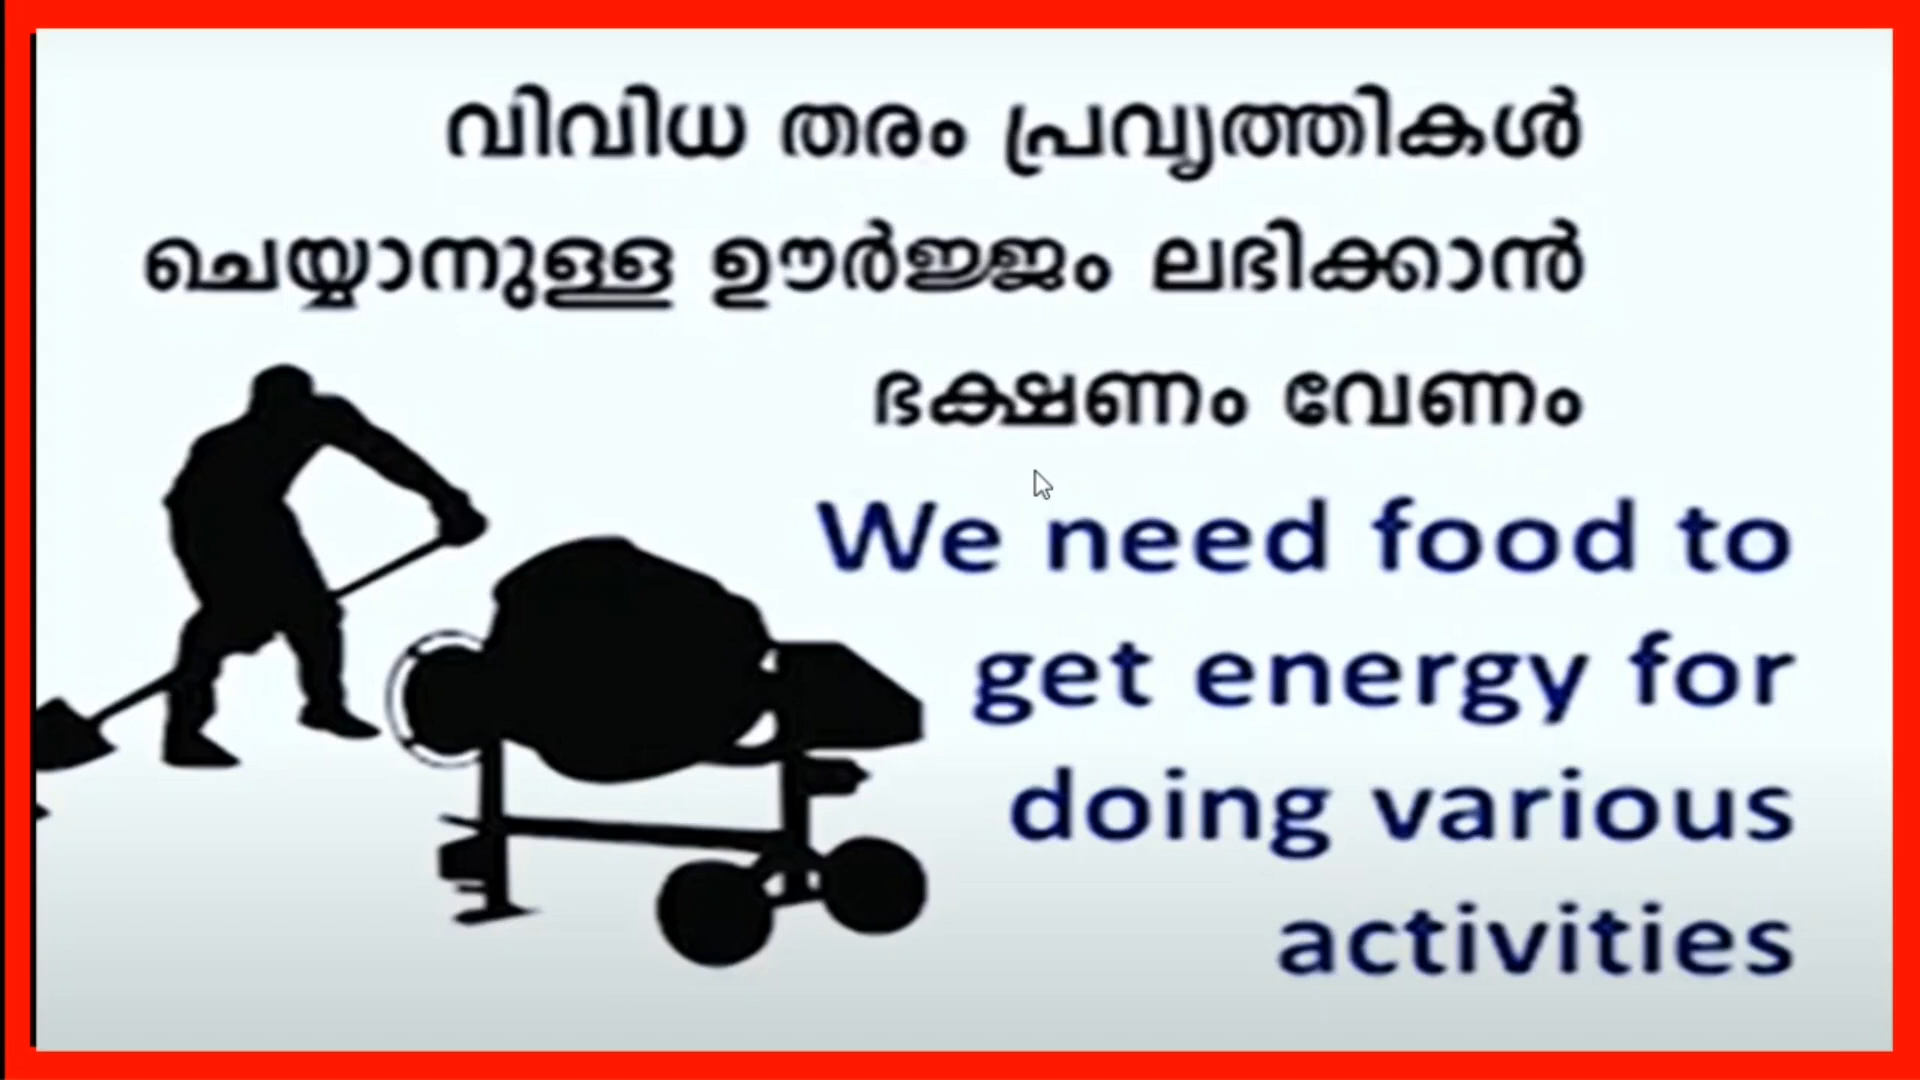 വിവിധ തരം പ്രവൃത്തികൾ
ചെയ്യാനുള്ള ഊർജ്ജം ലഭിക്കാൻ
ഭക്ഷണം വേണം
We need food to
get energy for
doing various
activities